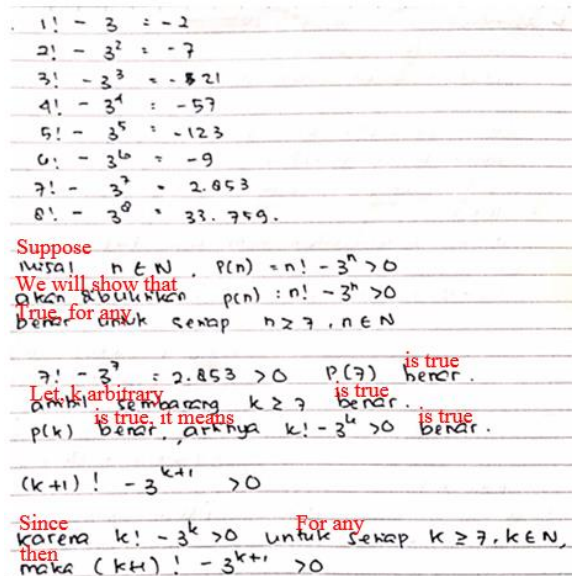 1! - 3 = -2
2! - 3² = -7
3! - 3³ = -21
4! - 3⁴ = -57
5! - 3⁵ = -123
6! - 3⁶ = -9
7! - 3⁷ = 2.853
8! - 3⁸ = 33.759.
Suppose
misal n ∈ N, P(n) = n! - 3ⁿ > 0
We will show that
akan dibuktikan p(n) : n! - 3ⁿ > 0
True, for any
benar untuk setiap n ≥ 7, n ∈ N
is true
7! - 3⁷ = 2.853 > 0 P(7) benar.
Let, k arbitrary is true
ambil sembarang k ≥ 7 benar.
is true, it means is true
P(k) benar, artinya k! - 3ᵏ > 0 benar.
(k+1)! - 3ᵏ⁺¹ > 0
Since For any
karena k! - 3ᵏ > 0 untuk setiap k ≥ 7, k ∈ N,
then
maka (k+1)! - 3ᵏ⁺¹ > 0